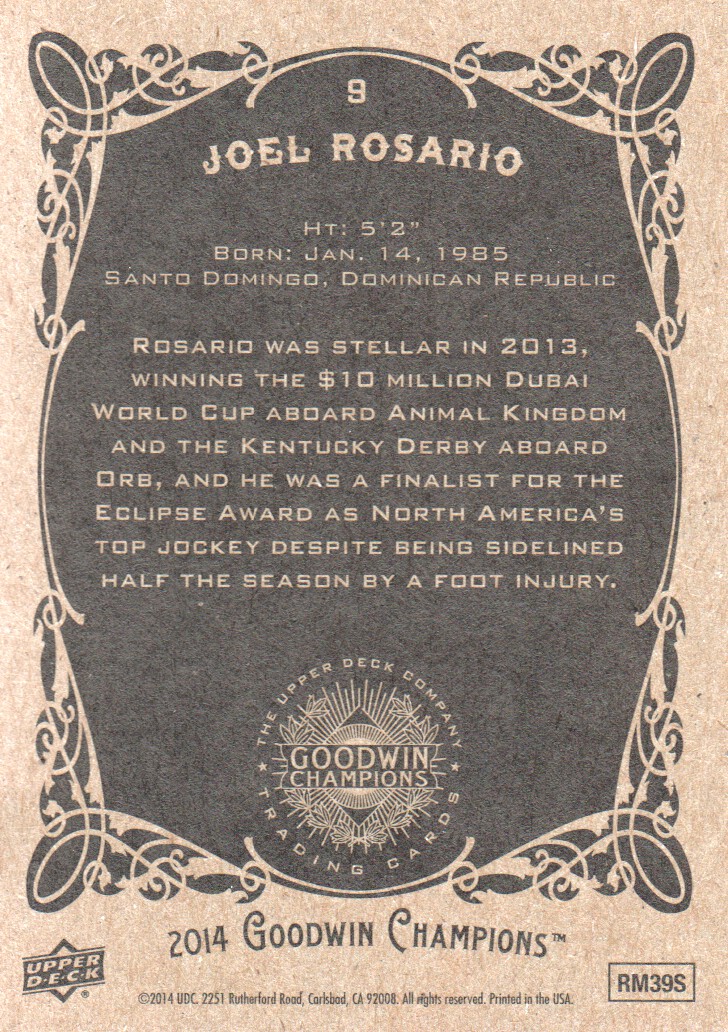 9
JOEL ROSARIO
HT: 5'2"
BORN: JAN. 14, 1985
SANTO DOMINGO, DOMINICAN REPUBLIC
ROSARIO WAS STELLAR IN 2013,
WINNING THE $10 MILLION DUBAI
WORLD CUP ABOARD ANIMAL KINGDOM
AND THE KENTUCKY DERBY ABOARD
ORB, AND HE WAS A FINALIST FOR THE
ECLIPSE AWARD AS NORTH AMERICA'S
TOP JOCKEY DESPITE BEING SIDELINED
HALF THE SEASON BY A FOOT INJURY.
THE UPPER DECK COMPANY
GOODWIN
CHAMPIONS
★ TRADING CARDS ★
2014 GOODWIN CHAMPIONS™
UPPER
D·E·C·K®
©2014 UDC. 2251 Rutherford Road, Carlsbad, CA 92008. All rights reserved. Printed in the USA.
RM39S